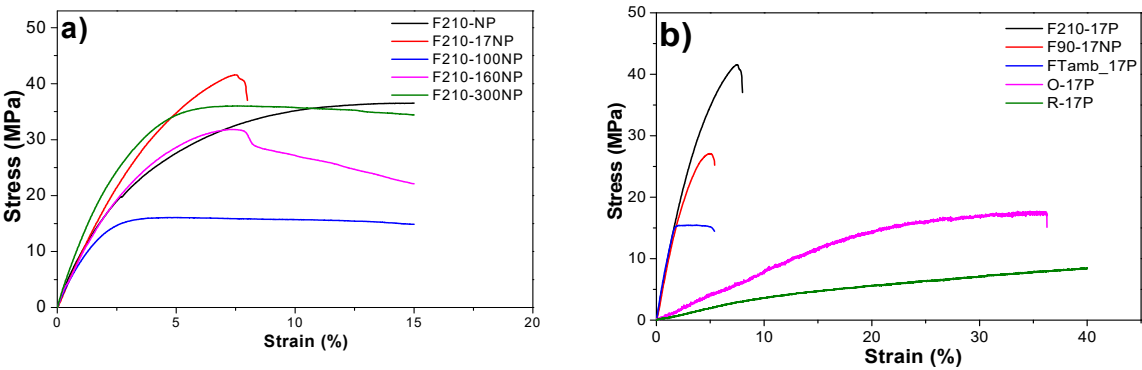 a)
F210-NP
F210-17NP
F210-100NP
F210-160NP
F210-300NP
50
40
30
20
10
0
Stress (MPa)
0 5 10 15 20
Strain (%)
b)
F210-17P
F90-17NP
FTamb_17P
O-17P
R-17P
50
40
30
20
10
0
Stress (MPa)
0 10 20 30 40
Strain (%)